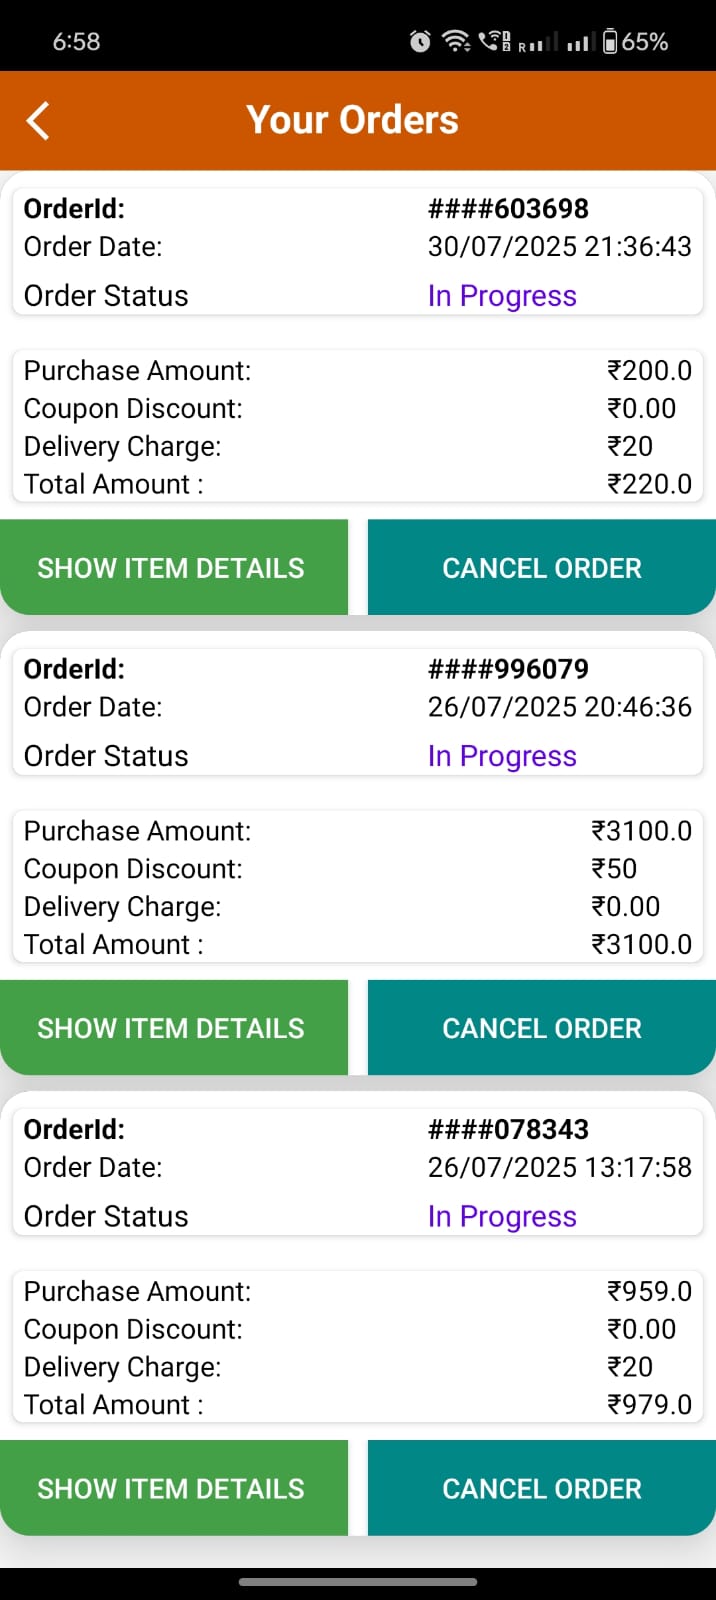 6:58 R 65%
Your Orders
OrderId: ####603698
Order Date: 30/07/2025 21:36:43
Order Status In Progress
Purchase Amount: ₹200.0
Coupon Discount: ₹0.00
Delivery Charge: ₹20
Total Amount : ₹220.0
SHOW ITEM DETAILS CANCEL ORDER
OrderId: ####996079
Order Date: 26/07/2025 20:46:36
Order Status In Progress
Purchase Amount: ₹3100.0
Coupon Discount: ₹50
Delivery Charge: ₹0.00
Total Amount : ₹3100.0
SHOW ITEM DETAILS CANCEL ORDER
OrderId: ####078343
Order Date: 26/07/2025 13:17:58
Order Status In Progress
Purchase Amount: ₹959.0
Coupon Discount: ₹0.00
Delivery Charge: ₹20
Total Amount : ₹979.0
SHOW ITEM DETAILS CANCEL ORDER